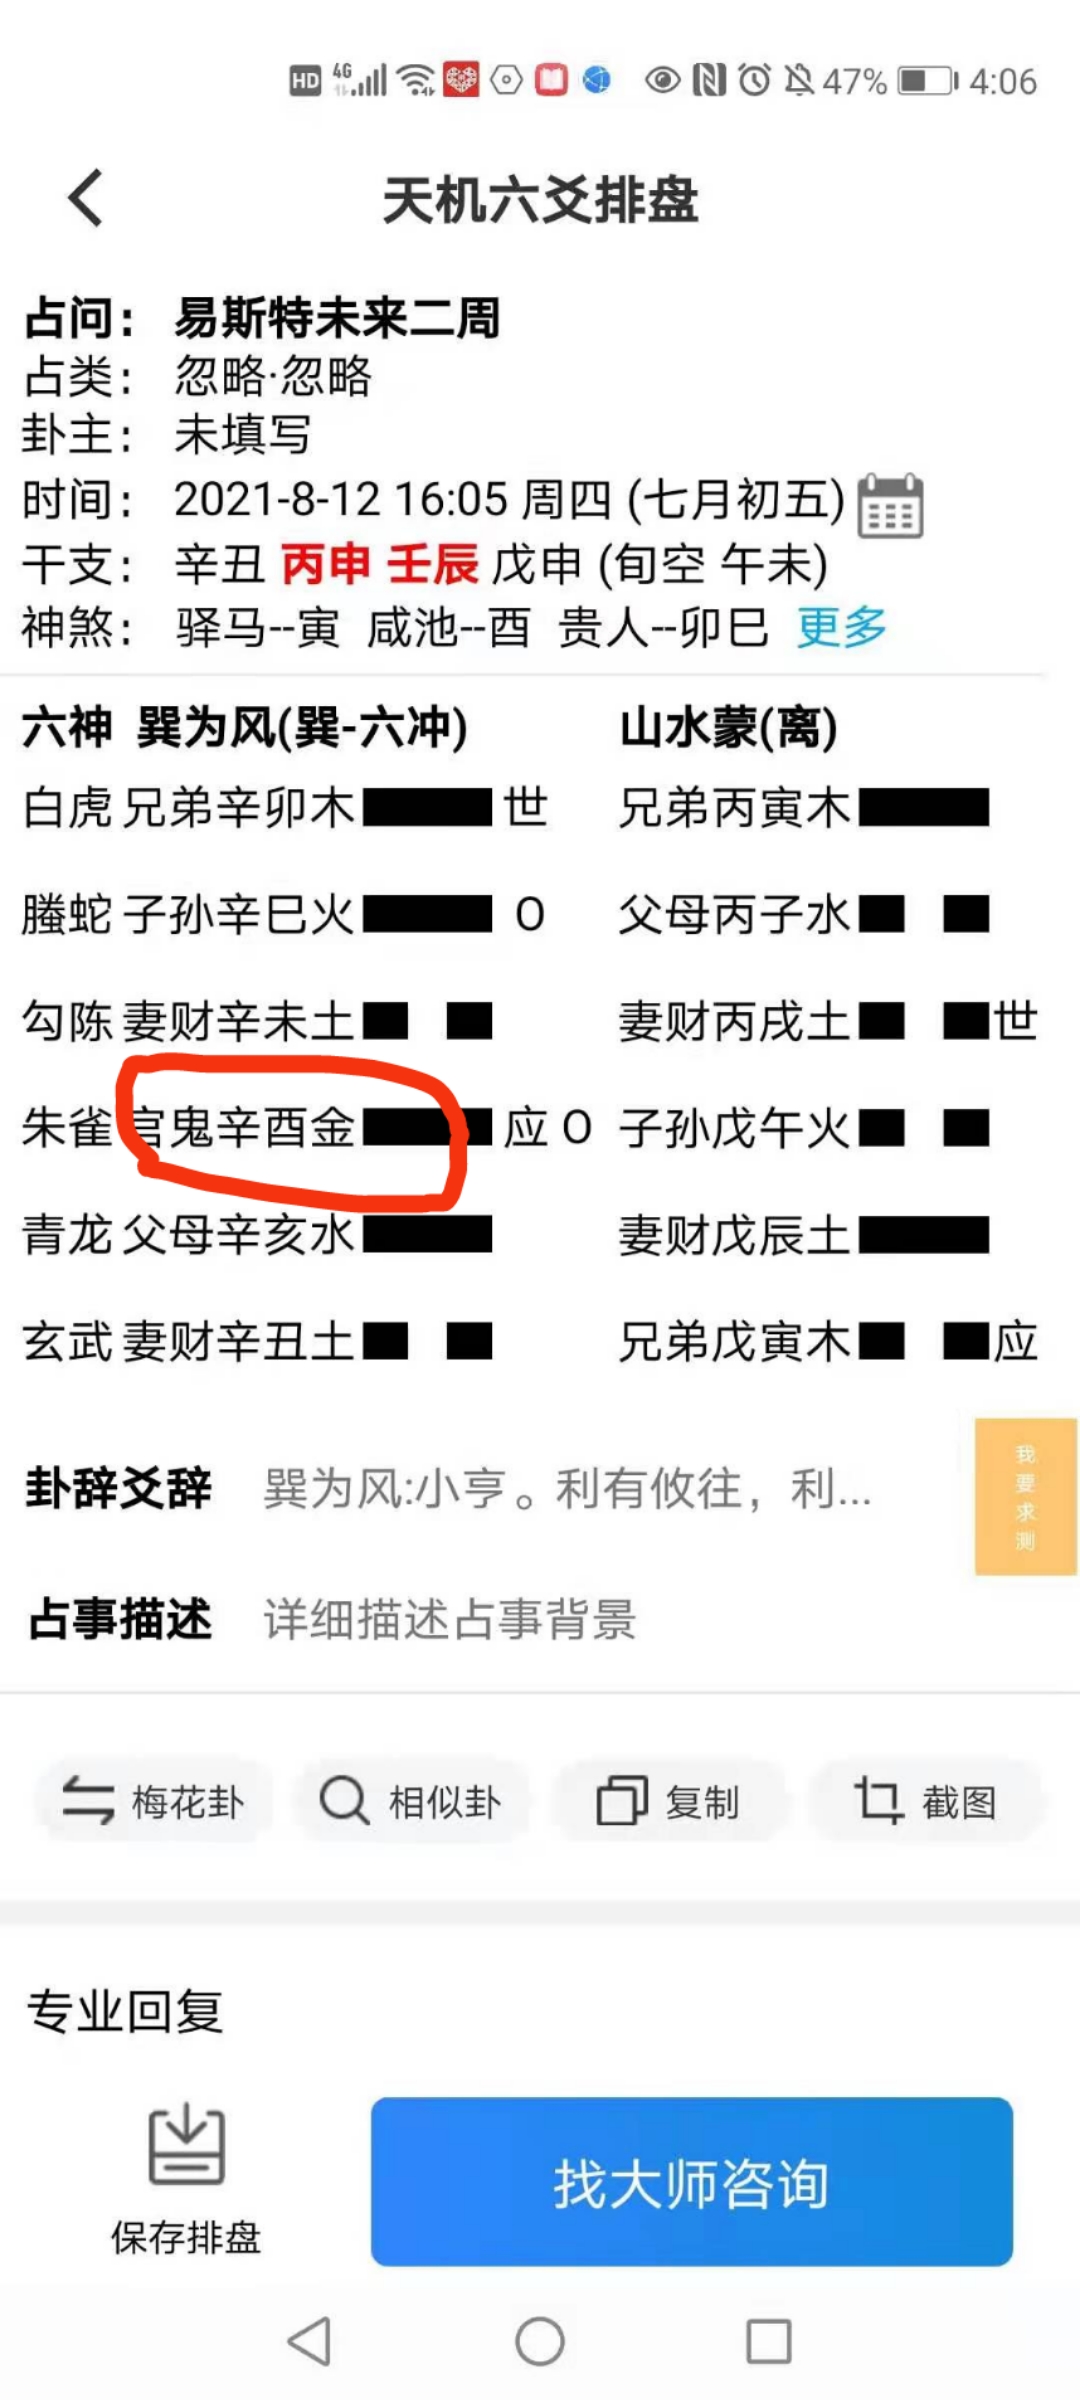 HD 4G 47% 4:06
天机六爻排盘
占问： 易斯特未来二周
占类： 忽略·忽略
卦主： 未填写
时间： 2021-8-12 16:05 周四 (七月初五)
干支： 辛丑 丙申 壬辰 戊申 (旬空 午未)
神煞： 驿马--寅 咸池--酉 贵人--卯巳 更多
六神 巽为风(巽-六冲) 山水蒙(离)
白虎 兄弟辛卯木 世 兄弟丙寅木
螣蛇 子孙辛巳火 O 父母丙子水
勾陈 妻财辛未土 妻财丙戌土 世
朱雀 官鬼辛酉金 应 O 子孙戊午火
青龙 父母辛亥水 妻财戊辰土
玄武 妻财辛丑土 兄弟戊寅木 应
卦辞爻辞 巽为风:小亨。利有攸往，利...
我要求测
占事描述 详细描述占事背景
梅花卦 相似卦 复制 截图
专业回复
保存排盘
找大师咨询